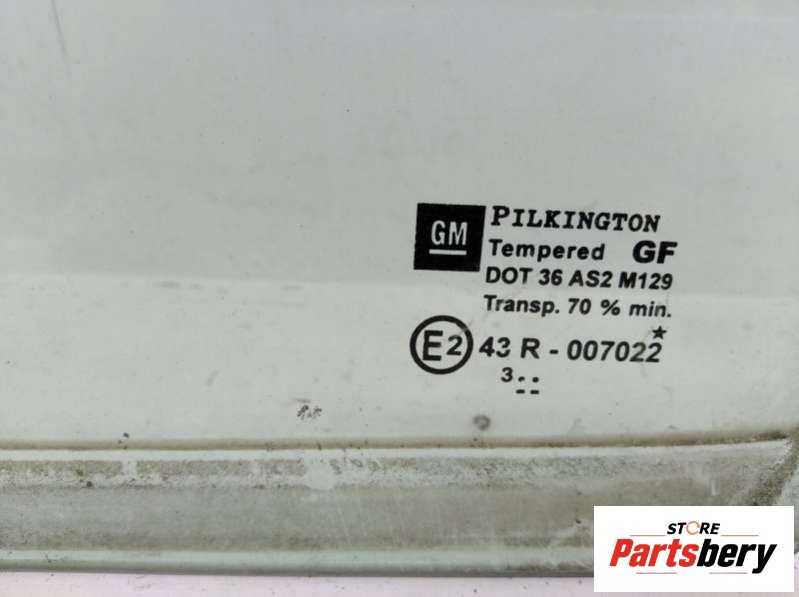 GM
PILKINGTON
Tempered GF
DOT 36 AS2 M129
Transp. 70 % min.
E2 43 R - 007022
3
STORE
Partsbery